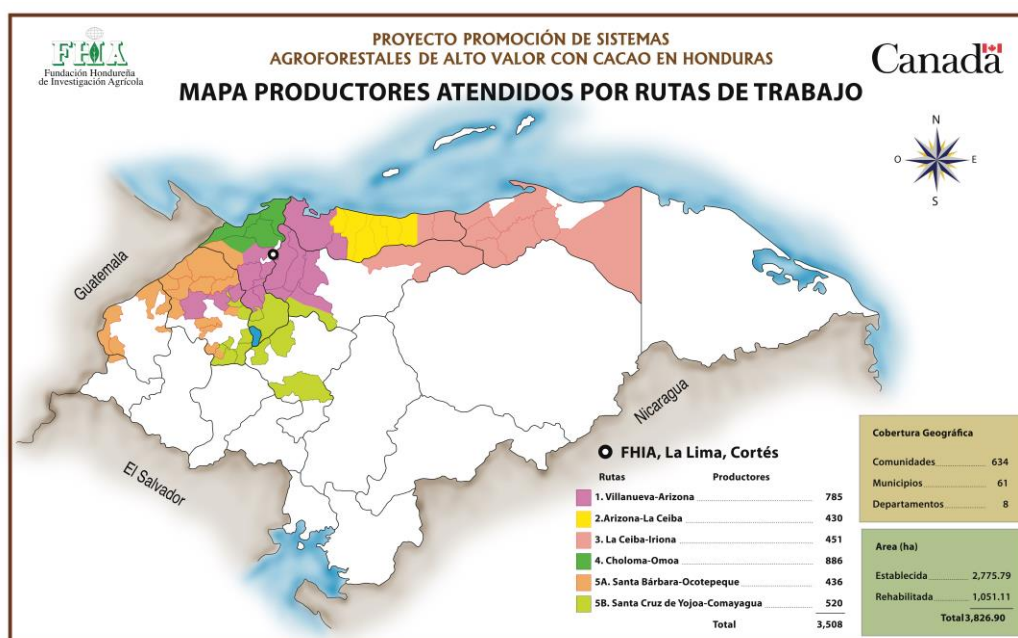 FHIA
Fundación Hondureña
de Investigación Agrícola
PROYECTO PROMOCIÓN DE SISTEMAS
AGROFORESTALES DE ALTO VALOR CON CACAO EN HONDURAS
Canada
MAPA PRODUCTORES ATENDIDOS POR RUTAS DE TRABAJO
N
O E
S
Guatemala
El Salvador
Nicaragua
FHIA, La Lima, Cortés
Rutas Productores
1. Villanueva-Arizona 785
2.Arizona-La Ceiba 430
3. La Ceiba-Iriona 451
4. Choloma-Omoa 886
5A. Santa Bárbara-Ocotepeque 436
5B. Santa Cruz de Yojoa-Comayagua 520
Total 3,508
Cobertura Geográfica
Comunidades 634
Municipios 61
Departamentos 8
Area (ha)
Establecida 2,775.79
Rehabilitada 1,051.11
Total 3,826.90